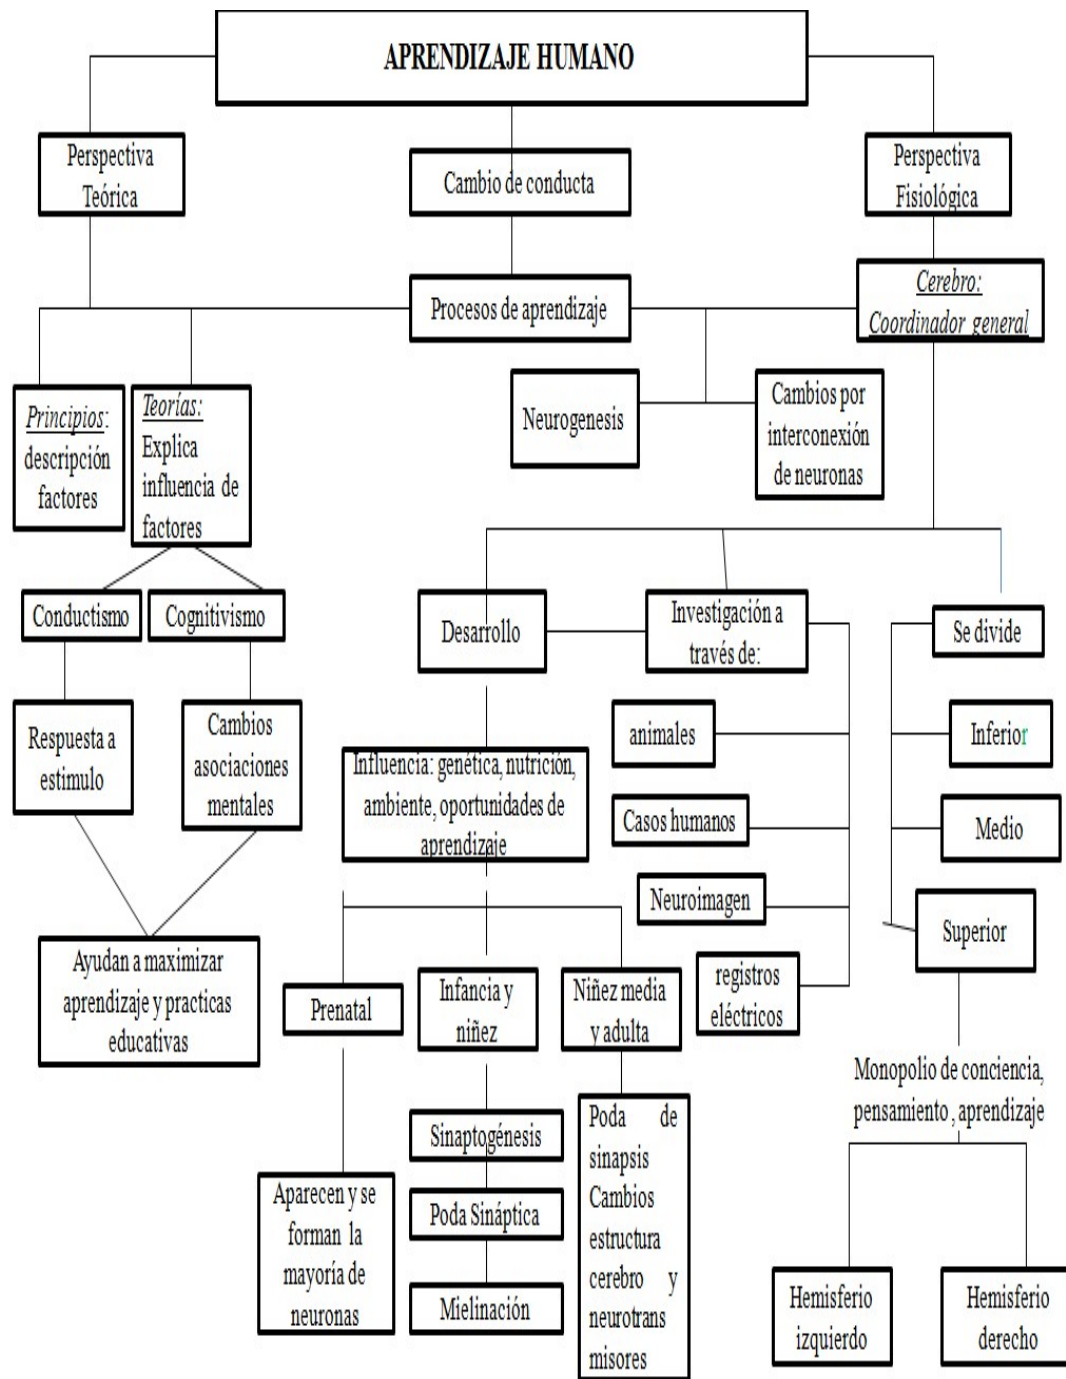 APRENDIZAJE HUMANO
Perspectiva
Teórica
Cambio de conducta
Perspectiva
Fisiológica
Procesos de aprendizaje
Cerebro:
Coordinador general
Principios:
descripción
factores
Teorías:
Explica
influencia de
factores
Neurogenesis
Cambios por
interconexión
de neuronas
Conductismo
Cognitivismo
Desarrollo
Investigación a
través de:
Se divide
Respuesta a
estimulo
Cambios
asociaciones
mentales
animales
Inferior
Influencia: genética, nutrición,
ambiente, oportunidades de
aprendizaje
Casos humanos
Medio
Neuroimagen
Superior
Ayudan a maximizar
aprendizaje y practicas
educativas
Prenatal
Infancia y
niñez
Niñez media
y adulta
registros
eléctricos
Monopolio de conciencia,
pensamiento , aprendizaje
Sinaptogénesis
Poda Sináptica
Mielinación
Aparecen y se
forman la
mayoría de
neuronas
Poda de
sinapsis
Cambios
estructura
cerebro y
neurotrans
misores
Hemisferio
izquierdo
Hemisferio
derecho